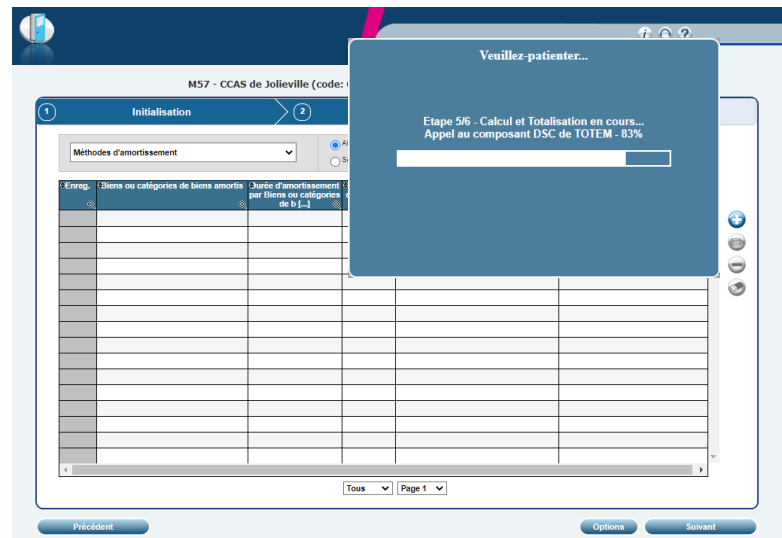 Veuillez-patienter...
M57 - CCAS de Jolieville (code:
1 Initialisation 2
Etape 5/6 - Calcul et Totalisation en cours...
Appel au composant DSC de TOTEM - 83%
Méthodes d'amortissement
Enreg. Biens ou catégories de biens amortis Durée d'amortissement
par Biens ou catégories
de b [...]
Tous Page 1
Précédent Options Suivant